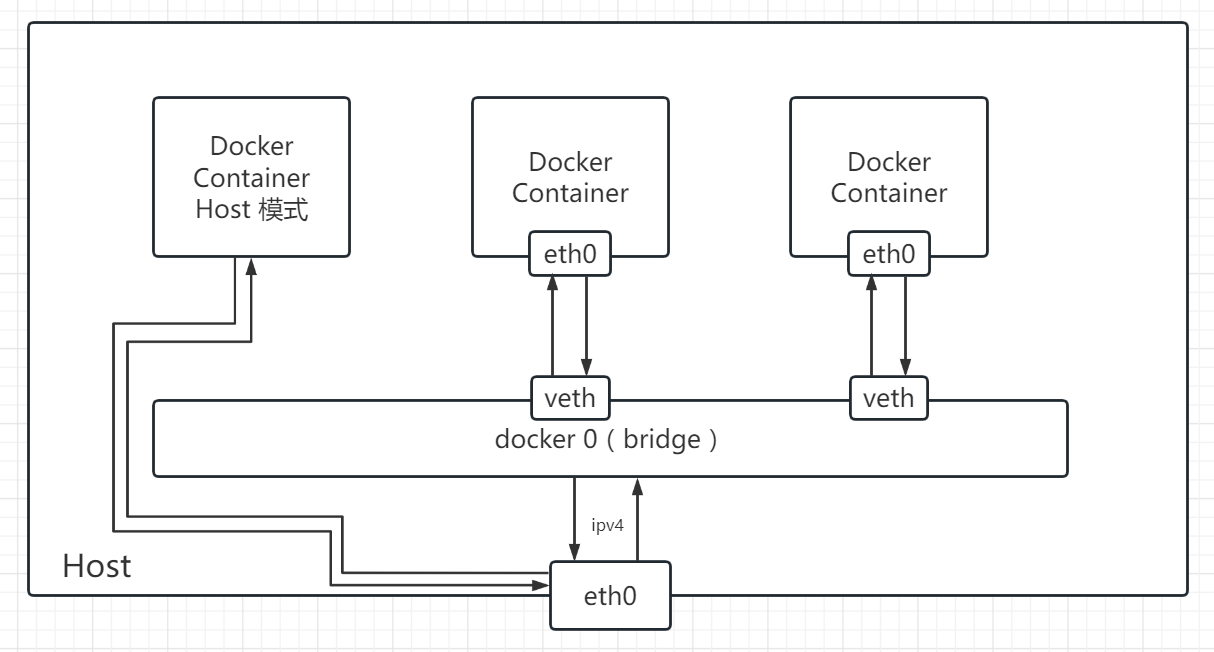 Docker
Container
Host 模式
Docker
Container
Docker
Container
eth0
eth0
veth
veth
docker 0（bridge）
ipv4
Host
eth0